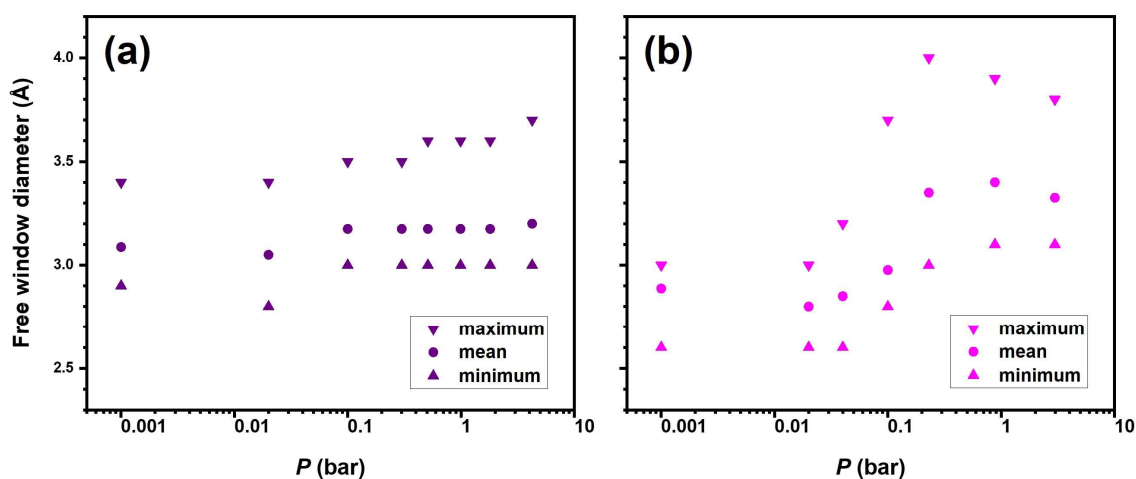 (a)
(b)
Free window diameter (Å)
4.0
3.5
3.0
2.5
maximum
mean
minimum
maximum
mean
minimum
0.001
0.01
0.1
1
10
0.001
0.01
0.1
1
10
P (bar)
P (bar)